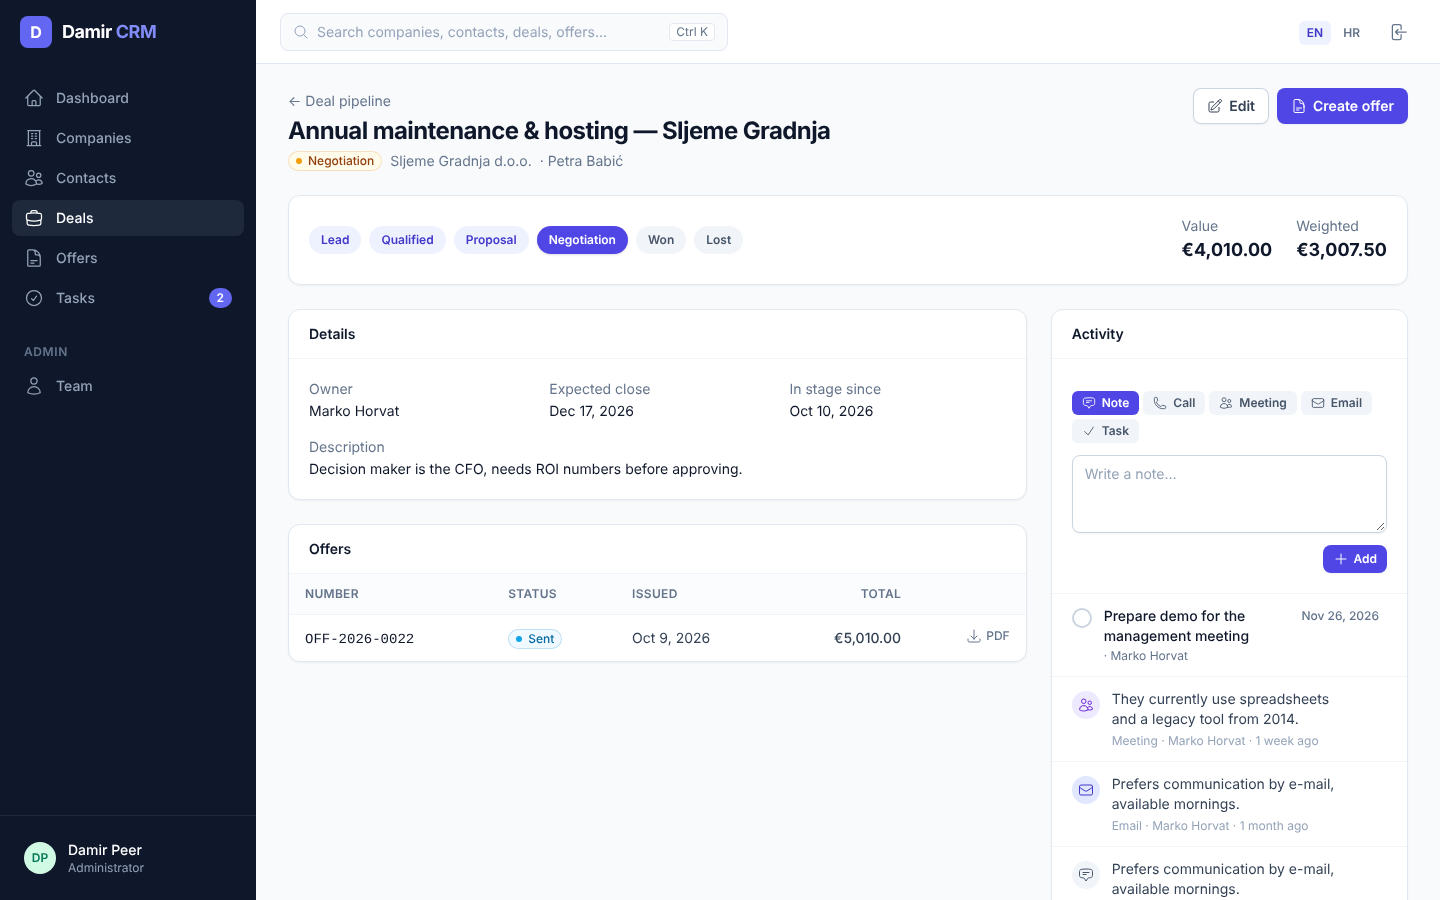 D
Damir CRM
Dashboard
Companies
Contacts
Deals
Offers
Tasks
2
ADMIN
Team
DP
Damir Peer
Administrator
Search companies, contacts, deals, offers...
Ctrl K
EN
HR
← Deal pipeline
Annual maintenance & hosting — Sljeme Gradnja
Negotiation
Sljeme Gradnja d.o.o. · Petra Babić
Edit
Create offer
Lead
Qualified
Proposal
Negotiation
Won
Lost
Value
€4,010.00
Weighted
€3,007.50
Details
Owner
Marko Horvat
Expected close
Dec 17, 2026
In stage since
Oct 10, 2026
Description
Decision maker is the CFO, needs ROI numbers before approving.
Offers
NUMBER STATUS ISSUED TOTAL
OFF-2026-0022 Sent Oct 9, 2026 €5,010.00 PDF
Activity
Note
Call
Meeting
Email
Task
Write a note...
Add
Prepare demo for the
management meeting
· Marko Horvat
Nov 26, 2026
They currently use spreadsheets
and a legacy tool from 2014.
Meeting · Marko Horvat · 1 week ago
Prefers communication by e-mail,
available mornings.
Email · Marko Horvat · 1 month ago
Prefers communication by e-mail,
available mornings.